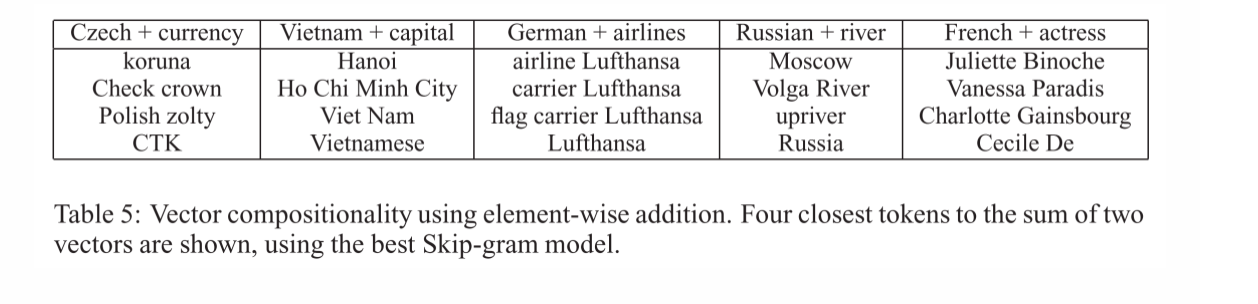 Czech + currency Vietnam + capital German + airlines Russian + river French + actress
koruna Hanoi airline Lufthansa Moscow Juliette Binoche
Check crown Ho Chi Minh City carrier Lufthansa Volga River Vanessa Paradis
Polish zolty Viet Nam flag carrier Lufthansa upriver Charlotte Gainsbourg
CTK Vietnamese Lufthansa Russia Cecile De
Table 5: Vector compositionality using element-wise addition. Four closest tokens to the sum of two
vectors are shown, using the best Skip-gram model.